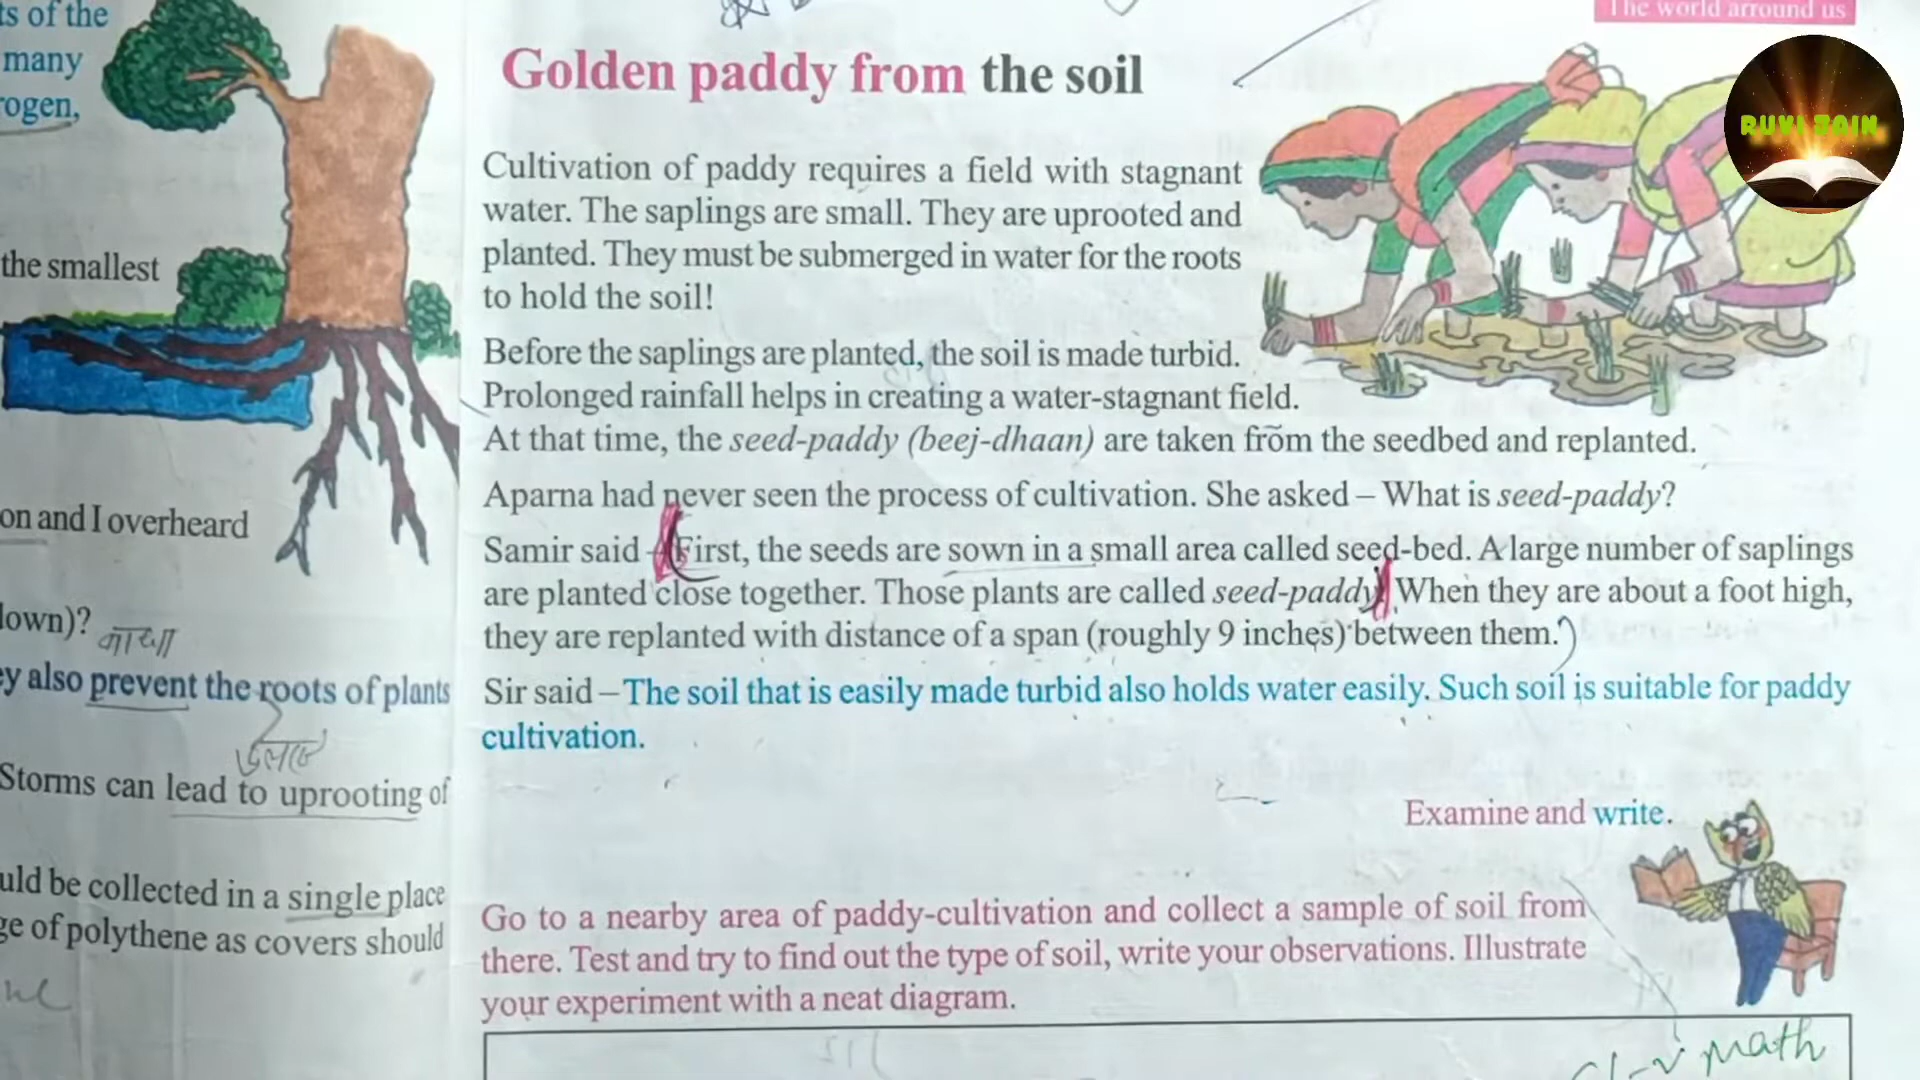 ts of the
many
rogen,
the smallest
on and I overheard
lown)?
ey also prevent the roots of plants
Storms can lead to uprooting of
uld be collected in a single place
ge of polythene as covers should
The world arround us
RUVI JAIN
Golden paddy from the soil
Cultivation of paddy requires a field with stagnant
water. The saplings are small. They are uprooted and
planted. They must be submerged in water for the roots
to hold the soil!
Before the saplings are planted, the soil is made turbid.
Prolonged rainfall helps in creating a water-stagnant field.
At that time, the seed-paddy (beej-dhaan) are taken from the seedbed and replanted.
Aparna had never seen the process of cultivation. She asked – What is seed-paddy?
Samir said – First, the seeds are sown in a small area called seed-bed. A large number of saplings
are planted close together. Those plants are called seed-paddy. When they are about a foot high,
they are replanted with distance of a span (roughly 9 inches) between them.
Sir said – The soil that is easily made turbid also holds water easily. Such soil is suitable for paddy
cultivation.
Examine and write.
Go to a nearby area of paddy-cultivation and collect a sample of soil from
there. Test and try to find out the type of soil, write your observations. Illustrate
your experiment with a neat diagram.
math